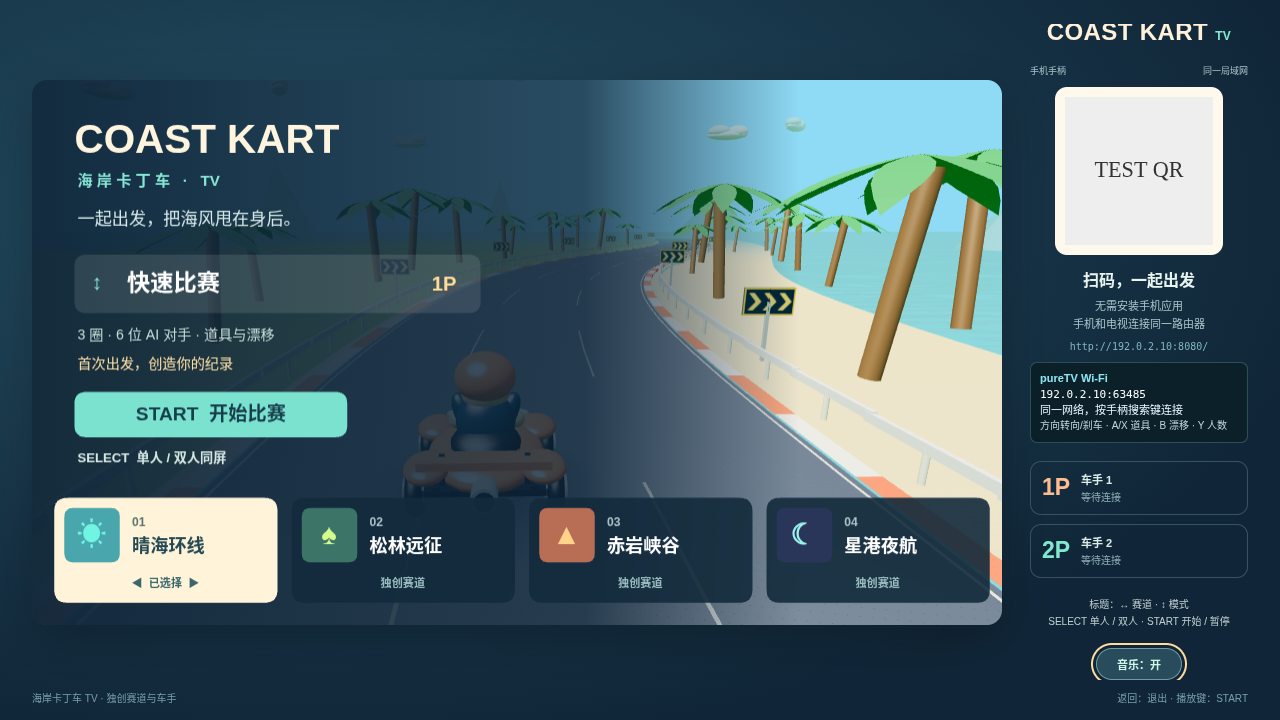 COAST KART
海岸卡丁车 · TV
一起出发，把海风甩在身后。
↕ 快速比赛 1P
3 圈 · 6 位 AI 对手 · 道具与漂移
首次出发，创造你的纪录
START 开始比赛
SELECT 单人 / 双人同屏
01
晴海环线
◀ 已选择 ▶
02
松林远征
独创赛道
03
赤岩峡谷
独创赛道
04
星港夜航
独创赛道
COAST KART TV
手机手柄 同一局域网
TEST QR
扫码，一起出发
无需安装手机应用
手机和电视连接同一路由器
http://192.0.2.10:8080/
pureTV Wi-Fi
192.0.2.10:63485
同一网络，按手柄搜索键连接
方向转向/刹车 · A/X 道具 · B 漂移 · Y 人数
1P 车手 1
等待连接
2P 车手 2
等待连接
标题：↔ 赛道 · ↕ 模式
SELECT 单人 / 双人 · START 开始 / 暂停
音乐：开
海岸卡丁车 TV · 独创赛道与车手
返回：退出 · 播放键：START